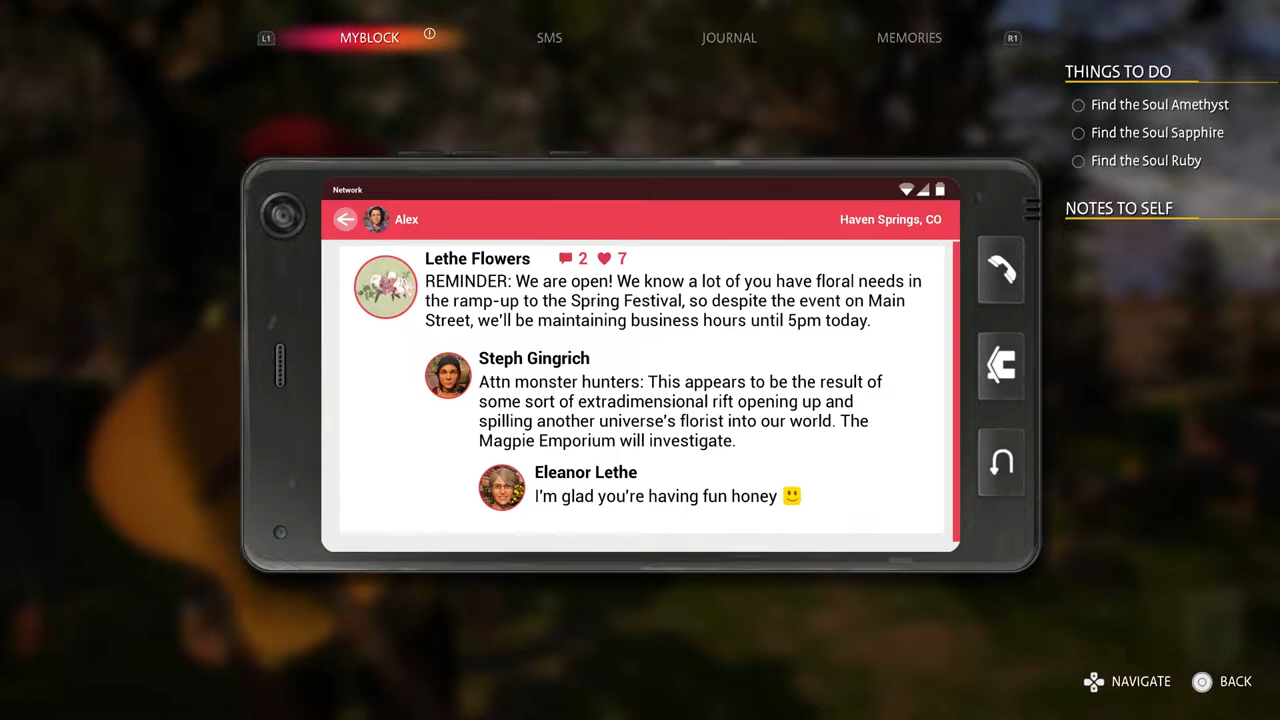 L1
MYBLOCK
SMS
JOURNAL
MEMORIES
R1
THINGS TO DO
Find the Soul Amethyst
Find the Soul Sapphire
Find the Soul Ruby
NOTES TO SELF
Network
Alex
Haven Springs, CO
Lethe Flowers 2 7
REMINDER: We are open! We know a lot of you have floral needs in
the ramp-up to the Spring Festival, so despite the event on Main
Street, we'll be maintaining business hours until 5pm today.
Steph Gingrich
Attn monster hunters: This appears to be the result of
some sort of extradimensional rift opening up and
spilling another universe's florist into our world. The
Magpie Emporium will investigate.
Eleanor Lethe
I'm glad you're having fun honey
NAVIGATE
BACK